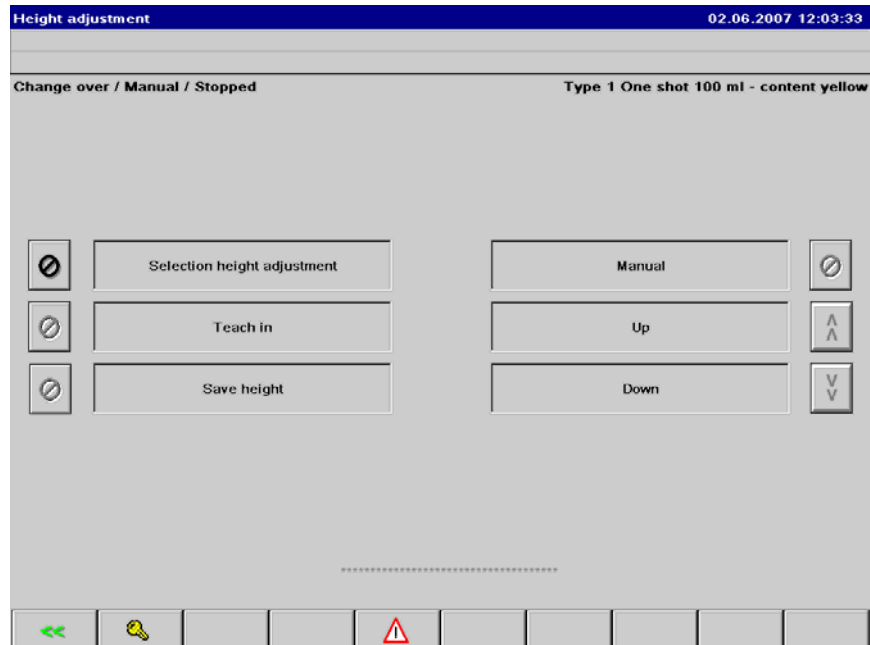 Height adjustment 02.06.2007 12:03:33
Change over / Manual / Stopped Type 1 One shot 100 ml - content yellow
Selection height adjustment Manual
Teach in Up
Save height Down
<<